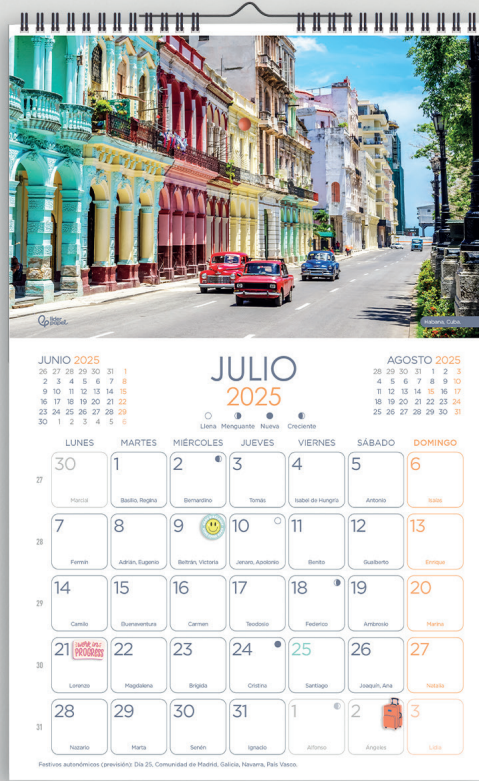 lider papel
Habana, Cuba.
JUNIO 2025
26 27 28 29 30 31 1
2 3 4 5 6 7 8
9 10 11 12 13 14 15
16 17 18 19 20 21 22
23 24 25 26 27 28 29
30 1 2 3 4 5 6
JULIO
2025
Llena Menguante Nueva Creciente
AGOSTO 2025
28 29 30 31 1 2 3
4 5 6 7 8 9 10
11 12 13 14 15 16 17
18 19 20 21 22 23 24
25 26 27 28 29 30 31
LUNES MARTES MIÉRCOLES JUEVES VIERNES SÁBADO DOMINGO
27 30 1 2 3 4 5 6
Marcial Basilio, Regina Bernardino Tomás Isabel de Hungría Antonio Isaías
28 7 8 9 10 11 12 13
Fermín Adrián, Eugenio Beltrán, Victoria Jenaro, Apolonio Benito Gualberto Enrique
29 14 15 16 17 18 19 20
Camilo Buenaventura Carmen Teodosio Federico Ambrosio Marina
30 21 WORK IN PROGRESS 22 23 24 25 26 27
Lorenzo Magdalena Brígida Cristina Santiago Joaquín, Ana Natalia
31 28 29 30 31 1 2 3
Nazario Marta Senén Ignacio Alfonso Ángeles Lidia
Festivos autonómicos (previsión): Día 25, Comunidad de Madrid, Galicia, Navarra, País Vasco.